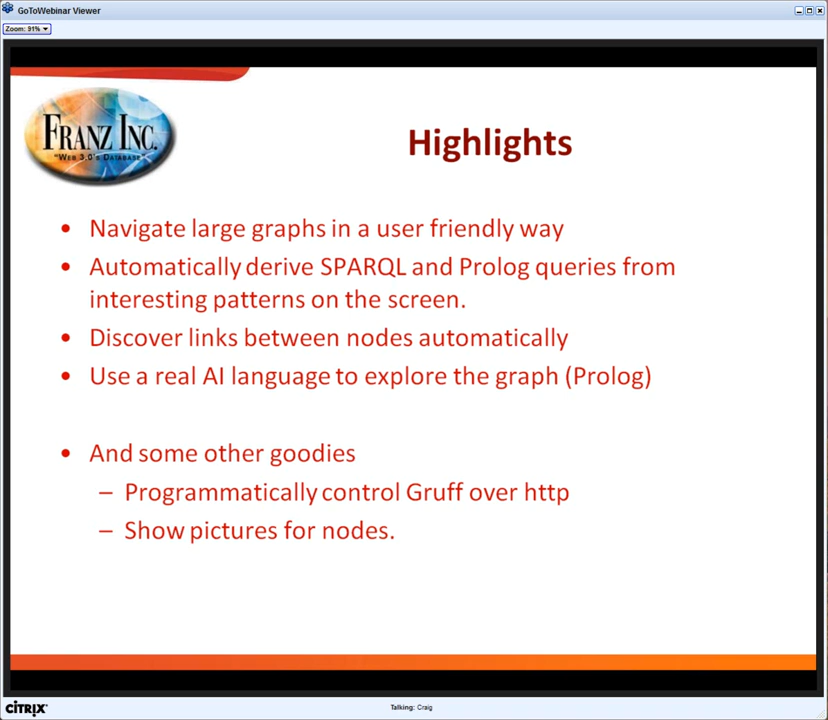 GoToWebinar Viewer
Zoom: 91%
FRANZ INC.
"WEB 3.0'S DATABASE"
Highlights
• Navigate large graphs in a user friendly way
• Automatically derive SPARQL and Prolog queries from
interesting patterns on the screen.
• Discover links between nodes automatically
• Use a real AI language to explore the graph (Prolog)
• And some other goodies
– Programmatically control Gruff over http
– Show pictures for nodes.
CITRIX®
Talking: Craig